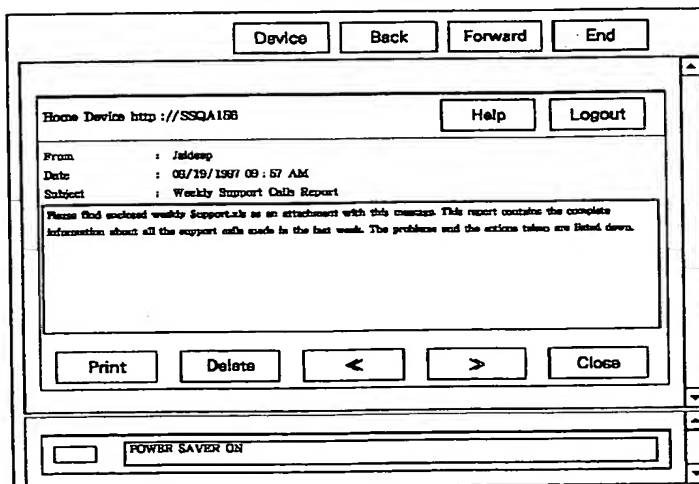 Device Back Forward End
Home Device http ://SSQA156
Help Logout
From : Jaideep
Date : 09/19/1997 09 : 57 AM
Subject : Weekly Support Calls Report
Please find enclosed weekly Support.xls as an attachment with this message. This report contains the complete
information about all the support calls made in the last week. The problems and the actions taken are listed down.
Print Delete < > Close
POWER SAVER ON